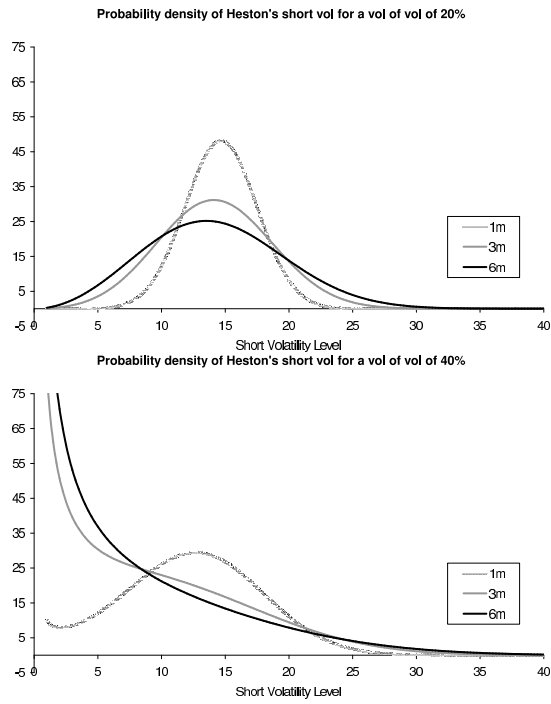 Probability density of Heston's short vol for a vol of vol of 20%
75
65
55
45
35
25
15
5
-5
0 5 10 15 20 25 30 35 40
1m
3m
6m
Short Volatility Level
Probability density of Heston's short vol for a vol of vol of 40%
75
65
55
45
35
25
15
5
-5
0 5 10 15 20 25 30 35 40
1m
3m
6m
Short Volatility Level